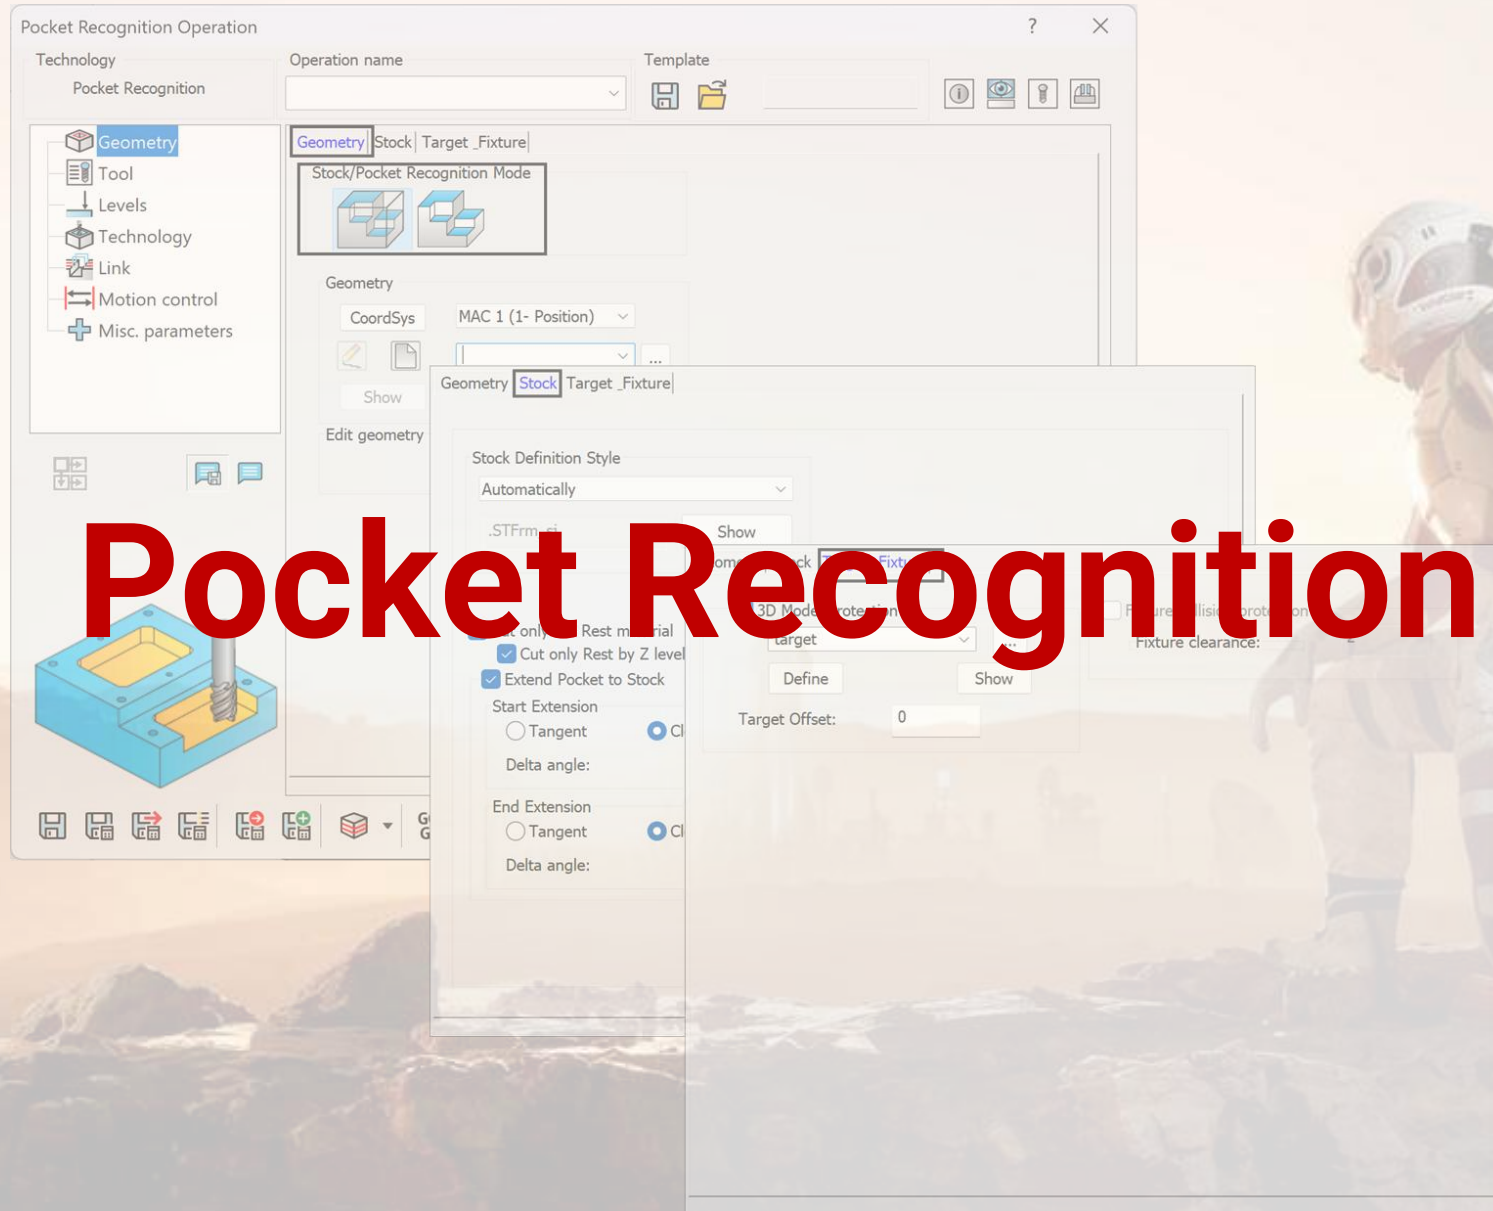 Pocket Recognition Operation
?
Technology
Operation name
Template
Pocket Recognition
Geometry
Tool
Levels
Technology
Link
Motion control
Misc. parameters
Geometry Stock Target _Fixture
Stock/Pocket Recognition Mode
Geometry
CoordSys
MAC 1 (1- Position)
...
Show
Edit geometry
Geometry Stock Target _Fixture
Stock Definition Style
Automatically
Show
Pocket Recognition
only
Rest
Cut only Rest by Z level
Extend Pocket to Stock
Start Extension
Tangent
Delta angle:
End Extension
Tangent
Delta angle:
3D
target
Define
Show
Target Offset:
0
Fixture clearance: